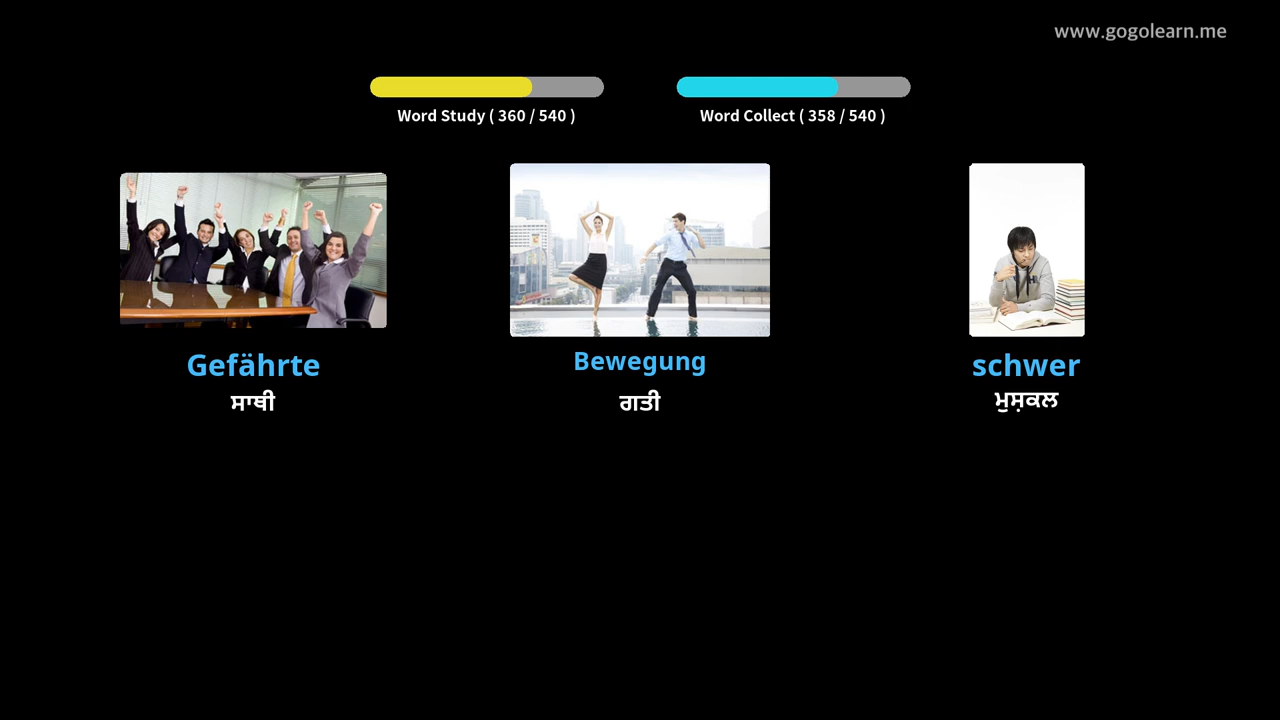 www.gogolearn.me
Word Study ( 360 / 540 )
Word Collect ( 358 / 540 )
Gefährte
Bewegung
schwer
ਸਾਥੀ
ਗਤੀ
ਮੁਸ਼ਕਲ